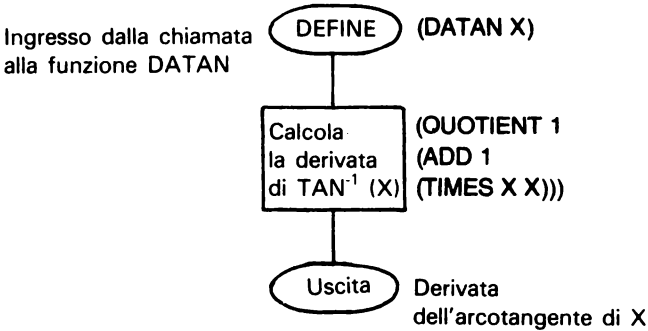 Ingresso dalla chiamata
alla funzione DATAN
DEFINE
(DATAN X)
Calcola
la derivata
di TAN⁻¹ (X)
(QUOTIENT 1
(ADD 1
(TIMES X X)))
Uscita
Derivata
dell'arcotangente di X